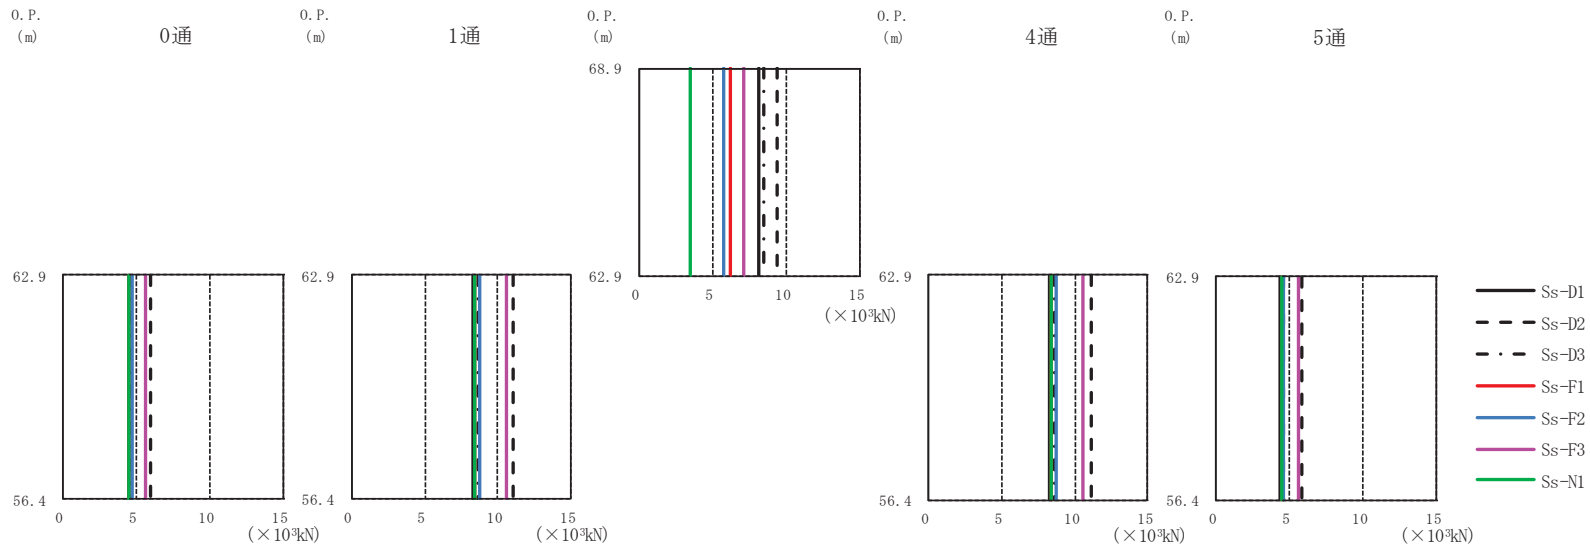 O.P.
(m)
0通
62.9
56.4
0 5 10 15
(×10³kN)
O.P.
(m)
1通
62.9
56.4
0 5 10 15
(×10³kN)
O.P.
(m)
68.9
62.9
0 5 10 15
(×10³kN)
O.P.
(m)
4通
62.9
56.4
0 5 10 15
(×10³kN)
O.P.
(m)
5通
62.9
56.4
0 5 10 15
(×10³kN)
Ss-D1
Ss-D2
Ss-D3
Ss-F1
Ss-F2
Ss-F3
Ss-N1